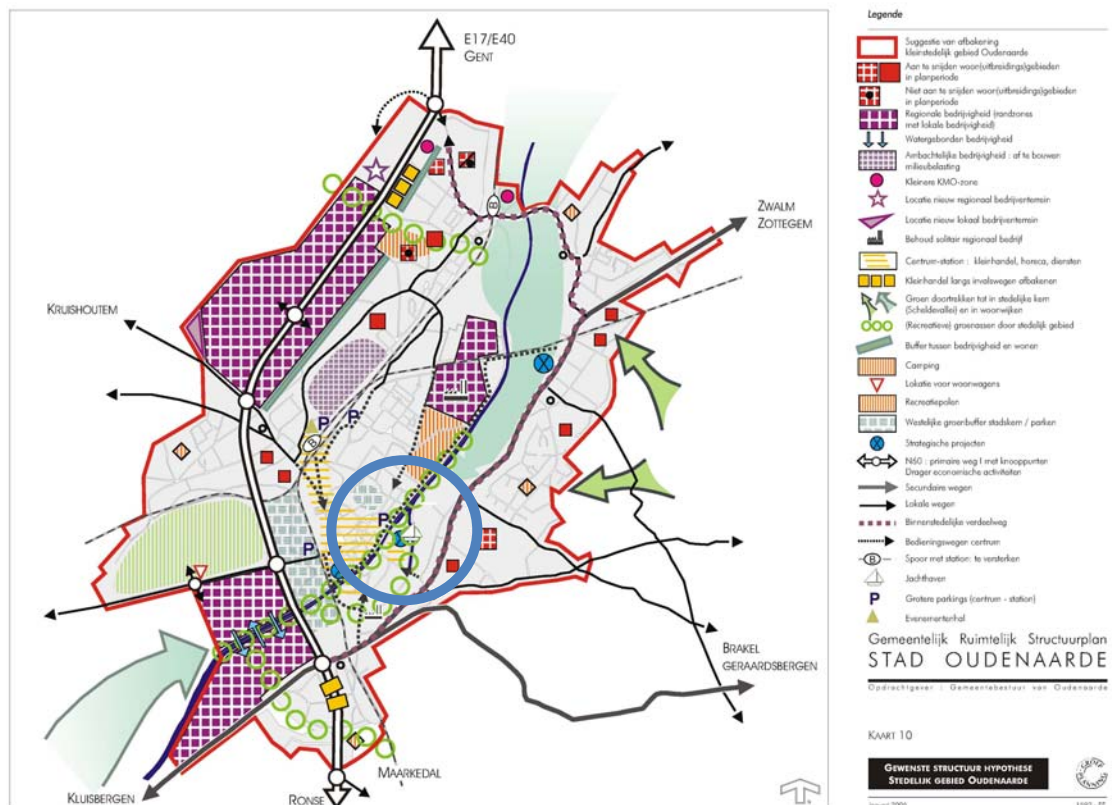 E17/E40
GENT
ZWALM
ZOTTEGEM
KRUISHOUTEM
B
P
P
P
B
P
P
BRAKEL
GERAARDSBERGEN
MAARKEDAL
KLUISBERGEN
RONSE
Legende
Suggestie van afbakening
kleinstedelijk gebied Oudenaarde
Aan te snijden woon(uitbreidings)gebieden
in planperiode
Niet aan te snijden woon(uitbreidings)gebieden
in planperiode
Regionale bedrijvigheid (randzones
met lokale bedrijvigheid)
Watergebonden bedrijvigheid
Ambachtelijke bedrijvigheid : af te bouwen
milieubelasting
Kleinere KMO-zone
Locatie nieuw regionaal bedrijventerrein
Locatie nieuw lokaal bedrijventerrein
Behoud solitair regionaal bedrijf
Centrum-station : kleinhandel, horeca, diensten
Kleinhandel langs invalswegen afbakenen
Groen doortrekken tot in stedelijke kern
(Scheldevallei) en in woonwijken
(Recreatieve) groenassen door stedelijk gebied
Buffer tussen bedrijvigheid en wonen
Camping
Lokatie voor woonwagens
Recreatiepolen
Westelijke groenbuffer stadskern / parken
Strategische projecten
N60 : primaire weg I met knooppunten
Drager economische activiteiten
Secundaire wegen
Lokale wegen
Binnenstedelijke verdeelweg
Bedieningswegen centrum
B Spoor met station: te versterken
Jachthaven
P Grotere parkings (centrum - station)
Evenementenhal
Gemeentelijk Ruimtelijk Structuurplan
STAD OUDENAARDE
Opdrachtgever : Gemeentebestuur van Oudenaarde
KAART 10
GEWENSTE STRUCTUUR HYPOTHESE
STEDELIJK GEBIED OUDENAARDE